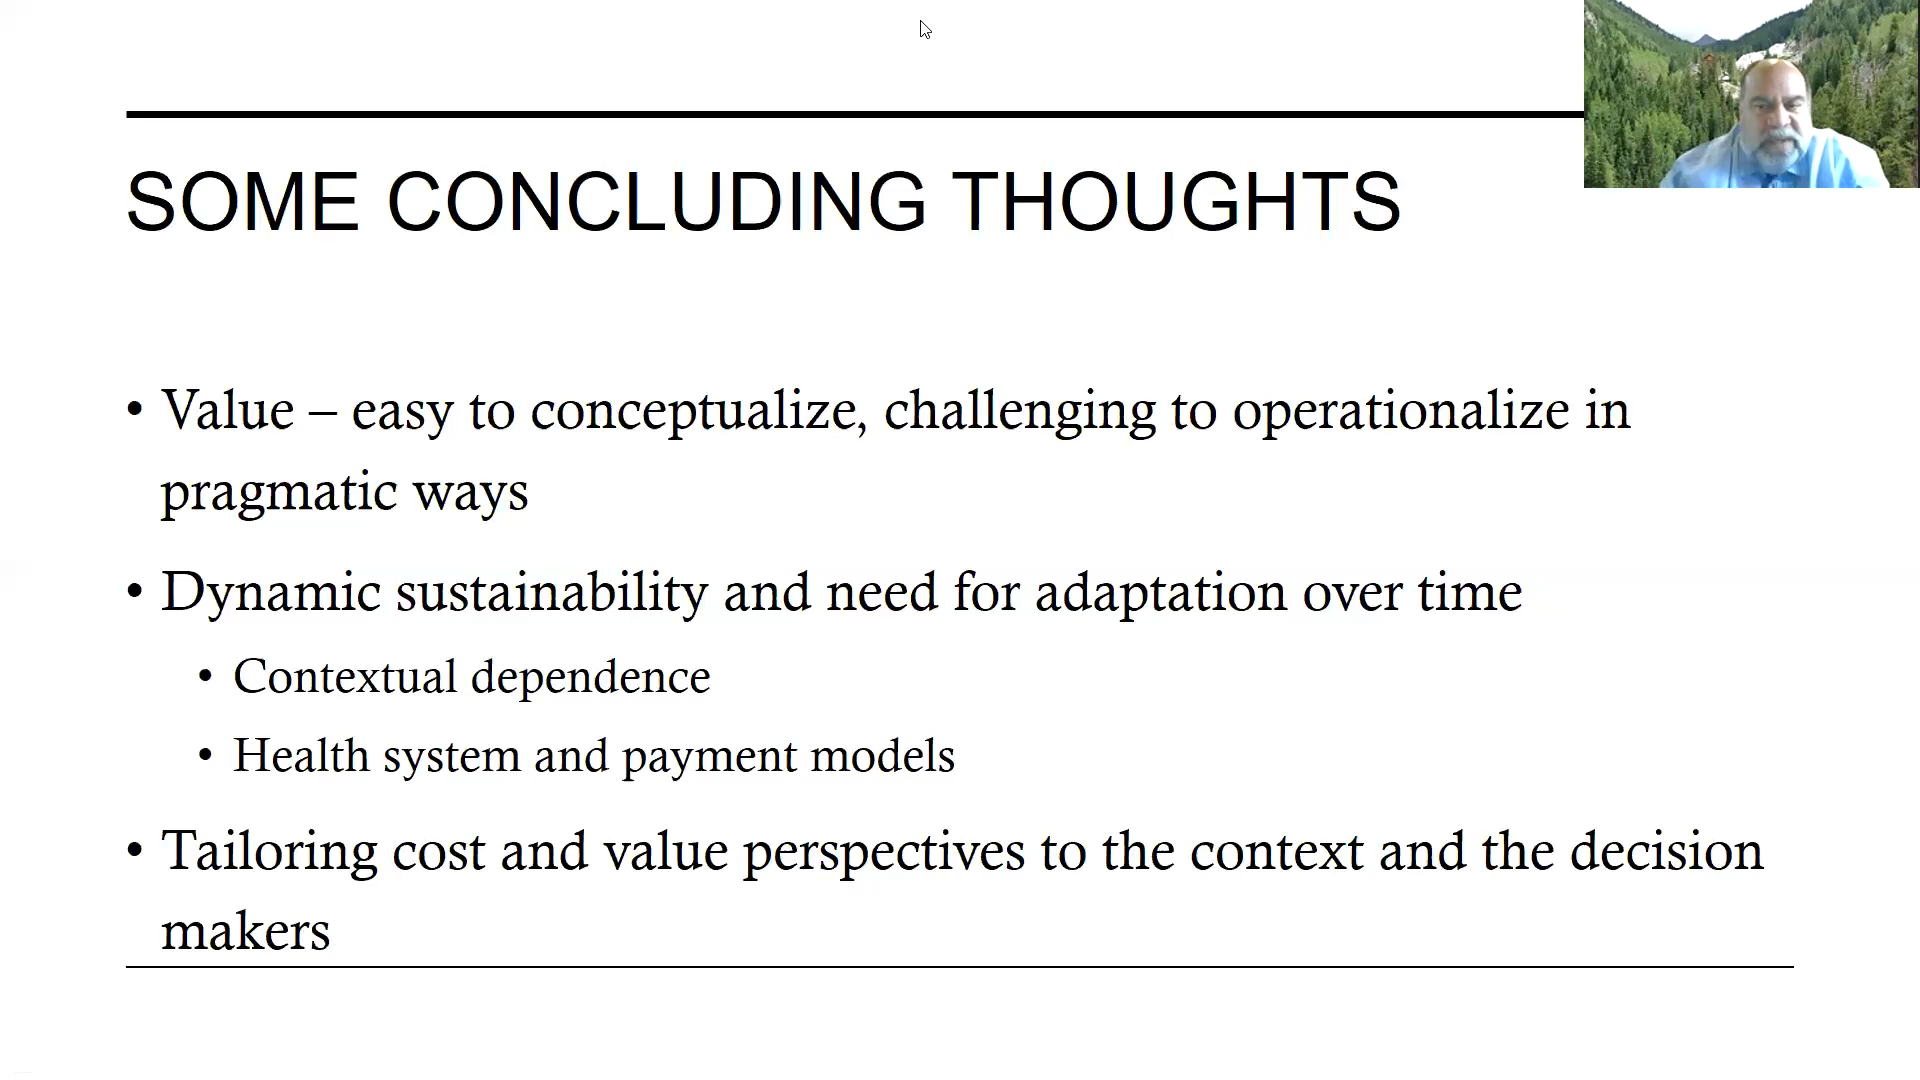 SOME CONCLUDING THOUGHTS
• Value – easy to conceptualize, challenging to operationalize in
pragmatic ways
• Dynamic sustainability and need for adaptation over time
• Contextual dependence
• Health system and payment models
• Tailoring cost and value perspectives to the context and the decision
makers